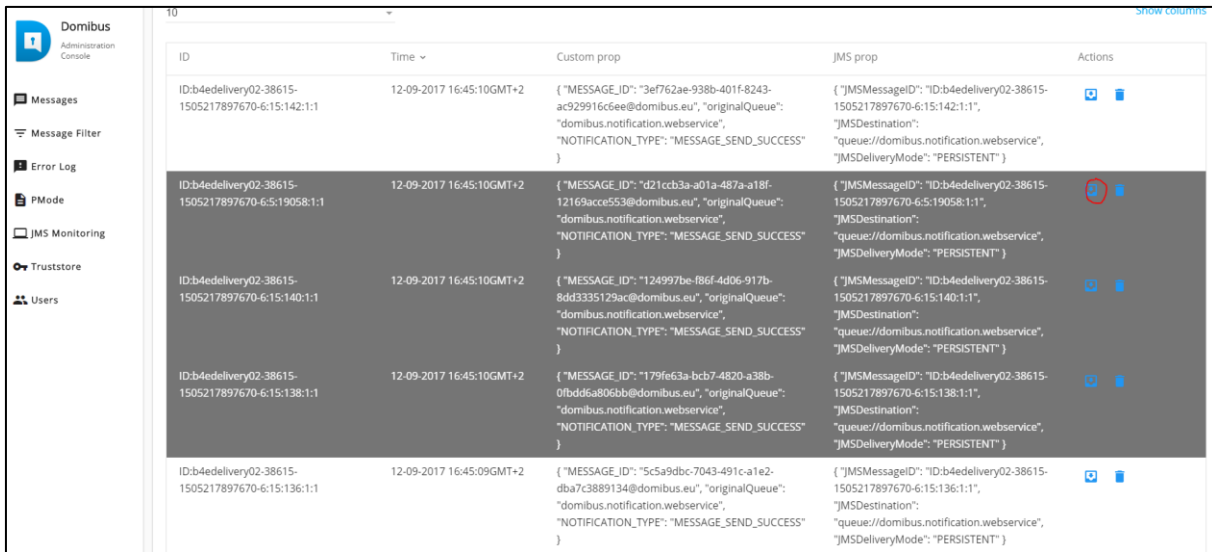 Domibus
Administration
Console
Messages
Message Filter
Error Log
PMode
JMS Monitoring
Truststore
Users
10
Show columns
ID Time Custom prop JMS prop Actions
ID:b4edelivery02-38615-
1505217897670-6:15:142:1:1
12-09-2017 16:45:10GMT+2
{ "MESSAGE_ID": "3ef762ae-938b-401f-8243-
ac929916c6ee@domibus.eu", "originalQueue":
"domibus.notification.webservice",
"NOTIFICATION_TYPE": "MESSAGE_SEND_SUCCESS"
}
{ "JMSMessageID": "ID:b4edelivery02-38615-
1505217897670-6:15:142:1:1",
"JMSDestination":
"queue://domibus.notification.webservice",
"JMSDeliveryMode": "PERSISTENT" }
ID:b4edelivery02-38615-
1505217897670-6:5:19058:1:1
12-09-2017 16:45:10GMT+2
{ "MESSAGE_ID": "d21ccb3a-a01a-487a-a18f-
12169acce553@domibus.eu", "originalQueue":
"domibus.notification.webservice",
"NOTIFICATION_TYPE": "MESSAGE_SEND_SUCCESS"
}
{ "JMSMessageID": "ID:b4edelivery02-38615-
1505217897670-6:5:19058:1:1",
"JMSDestination":
"queue://domibus.notification.webservice",
"JMSDeliveryMode": "PERSISTENT" }
ID:b4edelivery02-38615-
1505217897670-6:15:140:1:1
12-09-2017 16:45:10GMT+2
{ "MESSAGE_ID": "124997be-f86f-4d06-917b-
8dd3335129ac@domibus.eu", "originalQueue":
"domibus.notification.webservice",
"NOTIFICATION_TYPE": "MESSAGE_SEND_SUCCESS"
}
{ "JMSMessageID": "ID:b4edelivery02-38615-
1505217897670-6:15:140:1:1",
"JMSDestination":
"queue://domibus.notification.webservice",
"JMSDeliveryMode": "PERSISTENT" }
ID:b4edelivery02-38615-
1505217897670-6:15:138:1:1
12-09-2017 16:45:10GMT+2
{ "MESSAGE_ID": "179fe63a-bcb7-4820-a38b-
0fbdd6a806bb@domibus.eu", "originalQueue":
"domibus.notification.webservice",
"NOTIFICATION_TYPE": "MESSAGE_SEND_SUCCESS"
}
{ "JMSMessageID": "ID:b4edelivery02-38615-
1505217897670-6:15:138:1:1",
"JMSDestination":
"queue://domibus.notification.webservice",
"JMSDeliveryMode": "PERSISTENT" }
ID:b4edelivery02-38615-
1505217897670-6:15:136:1:1
12-09-2017 16:45:09GMT+2
{ "MESSAGE_ID": "5c5a9dbc-7043-491c-a1e2-
dba7c3889134@domibus.eu", "originalQueue":
"domibus.notification.webservice",
"NOTIFICATION_TYPE": "MESSAGE_SEND_SUCCESS"
}
{ "JMSMessageID": "ID:b4edelivery02-38615-
1505217897670-6:15:136:1:1",
"JMSDestination":
"queue://domibus.notification.webservice",
"JMSDeliveryMode": "PERSISTENT" }